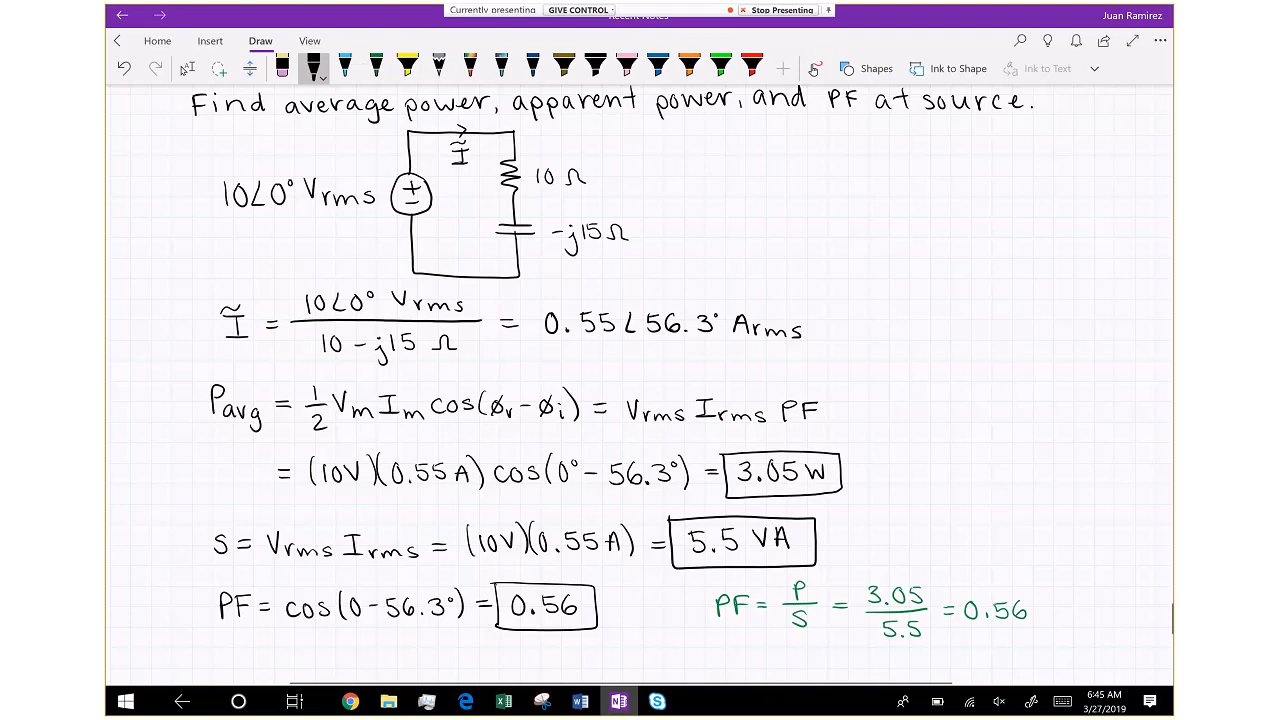 Currently presenting GIVE CONTROL Stop Presenting
Recent Notes
Juan Ramirez
Home Insert Draw View
Shapes Ink to Shape Ink to Text
Find average power, apparent power, and PF at source.
Ĩ
10∠0° Vrms
+
−
10 Ω
-j15 Ω
Ĩ = 10∠0° Vrms / 10 - j15 Ω = 0.55∠56.3° Arms
Pavg = 1/2 Vm Im cos(øv - øi) = Vrms Irms PF
= (10V)(0.55A) cos(0° - 56.3°) = 3.05 W
S = Vrms Irms = (10V)(0.55A) = 5.5 VA
PF = cos(0 - 56.3°) = 0.56
PF = P/S = 3.05/5.5 = 0.56
6:45 AM
3/27/2019